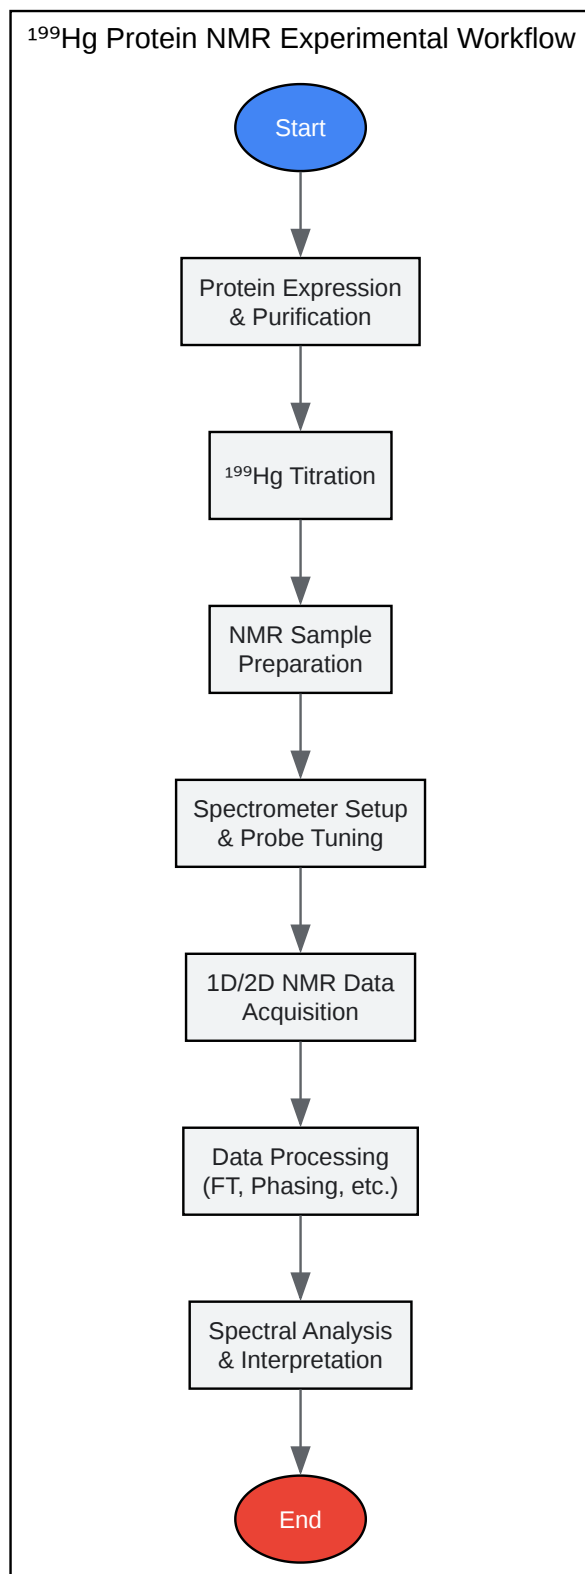 ¹⁹⁹Hg Protein NMR Experimental Workflow
Start
Protein Expression
& Purification
¹⁹⁹Hg Titration
NMR Sample
Preparation
Spectrometer Setup
& Probe Tuning
1D/2D NMR Data
Acquisition
Data Processing
(FT, Phasing, etc.)
Spectral Analysis
& Interpretation
End